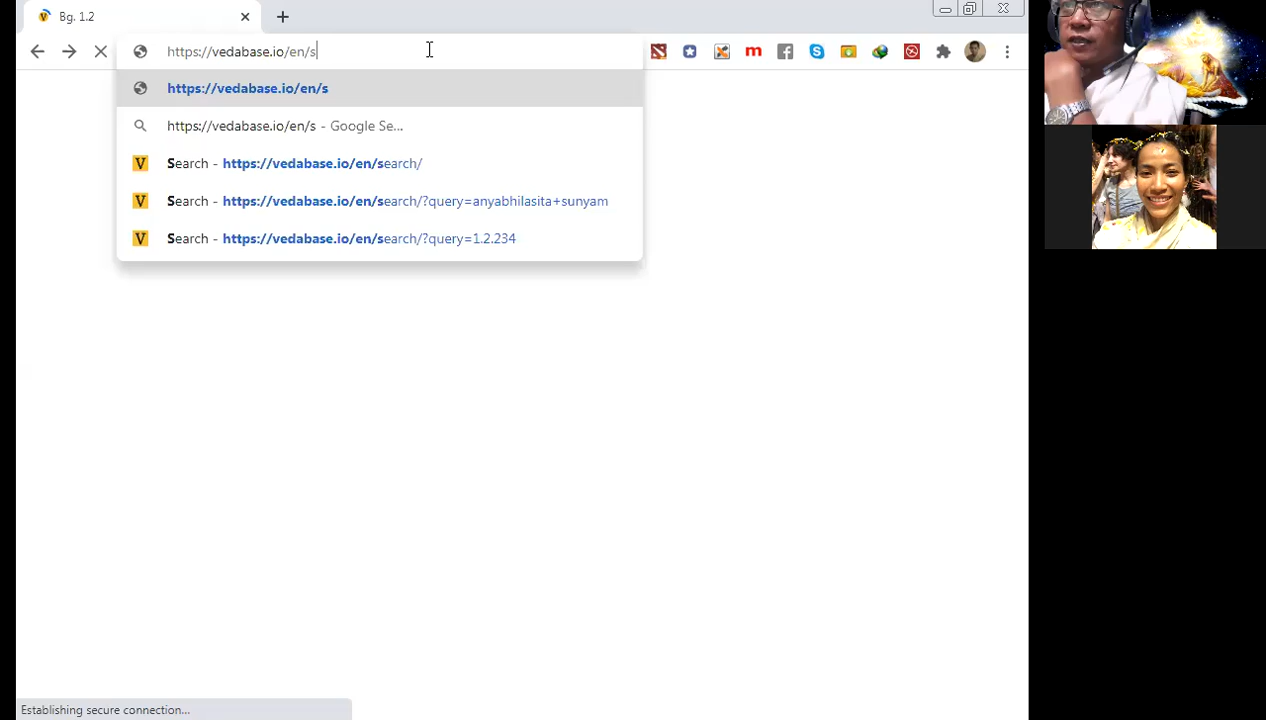 Bg. 1.2
https://vedabase.io/en/s
https://vedabase.io/en/s
https://vedabase.io/en/s - Google Se...
Search - https://vedabase.io/en/search/
Search - https://vedabase.io/en/search/?query=anyabhilasita+sunyam
Search - https://vedabase.io/en/search/?query=1.2.234
Establishing secure connection...